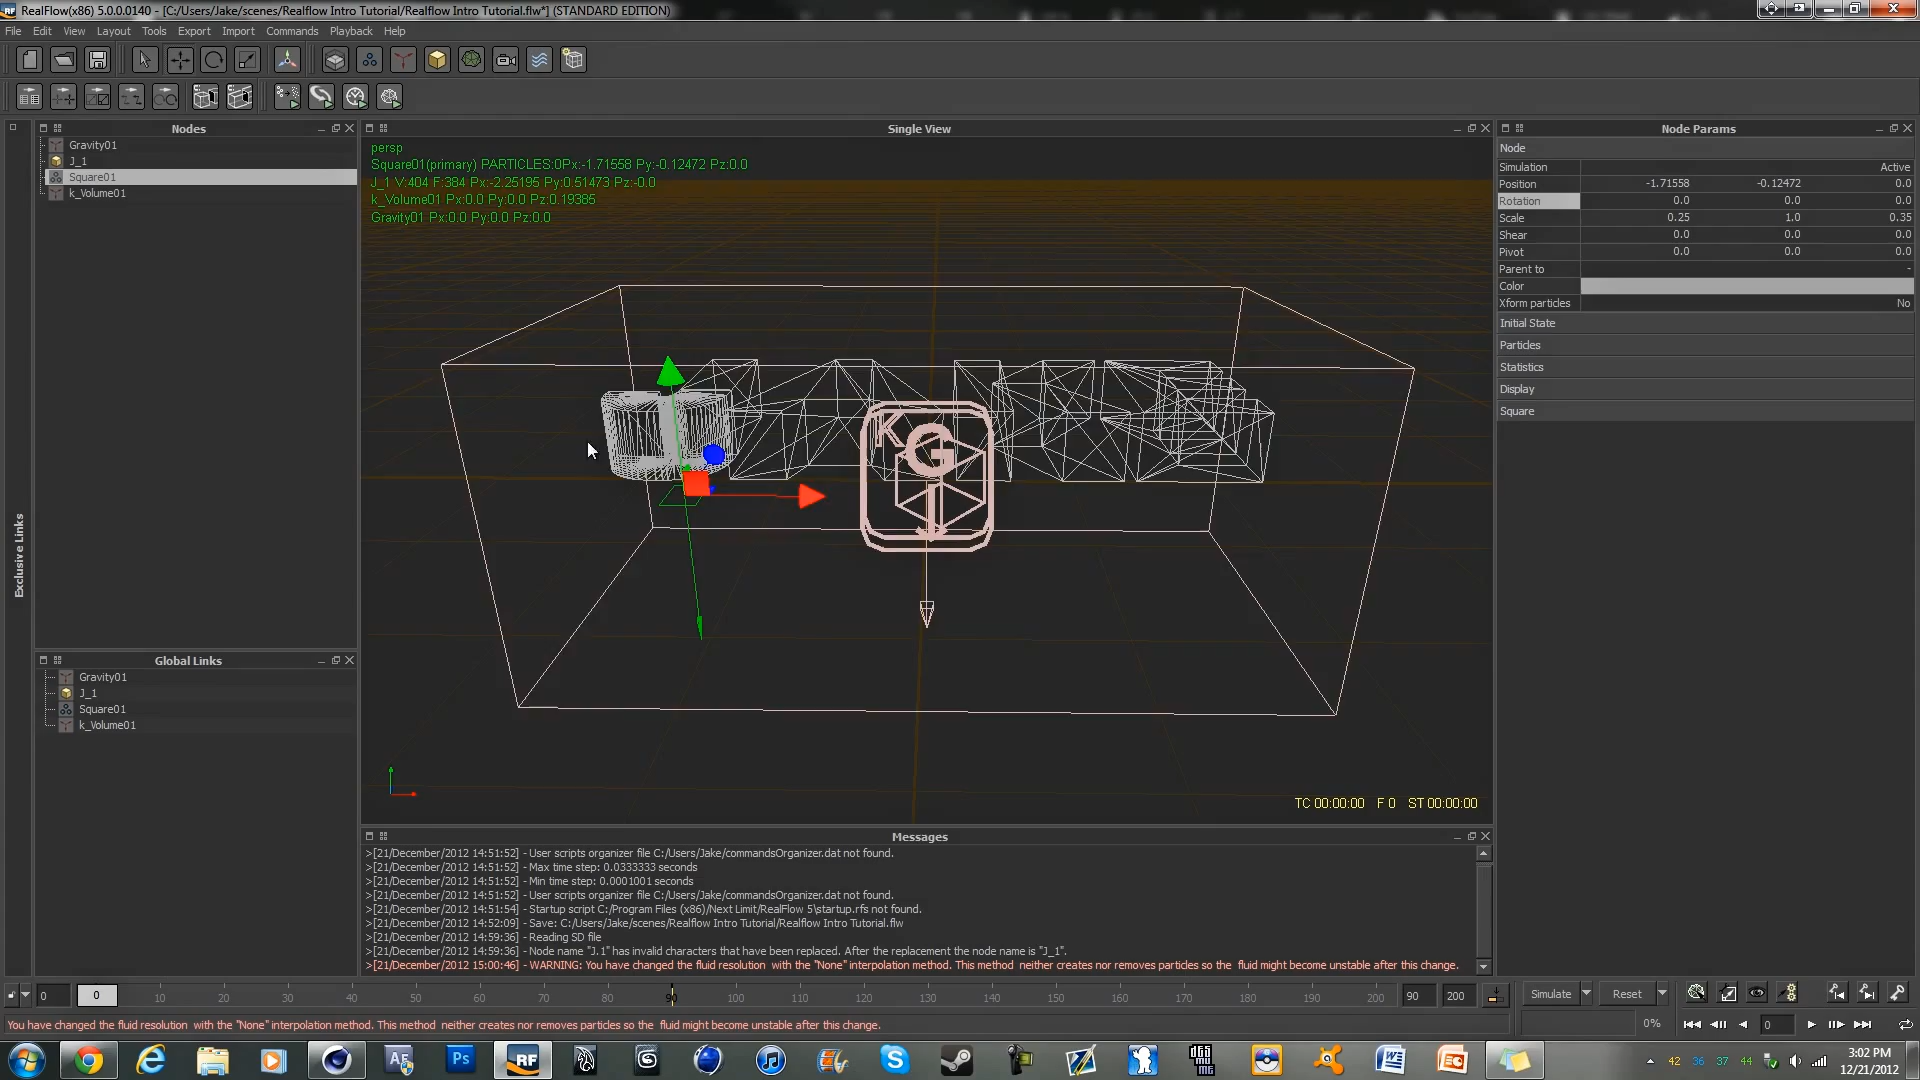 RealFlow(x86) 5.0.0.0140 - [C:/Users/Jake/scenes/Realflow Intro Tutorial/Realflow Intro Tutorial.flw*] (STANDARD EDITION)
File Edit View Layout Tools Export Import Commands Playback Help
Nodes
Gravity01
J_1
Square01
k_Volume01
Exclusive Links
Global Links
Gravity01
J_1
Square01
k_Volume01
Single View
persp
Square01(primary) PARTICLES:0Px:-1.71558 Py:-0.12472 Pz:0.0
J_1 V:404 F:384 Px:-2.25195 Py:0.51473 Pz:-0.0
k_Volume01 Px:0.0 Py:0.0 Pz:0.19385
Gravity01 Px:0.0 Py:0.0 Pz:0.0
K
G
TC 00:00:00 F 0 ST 00:00:00
Node Params
Node
Simulation Active
Position -1.71558 -0.12472 0.0
Rotation 0.0 0.0 0.0
Scale 0.25 1.0 0.35
Shear 0.0 0.0 0.0
Pivot 0.0 0.0 0.0
Parent to -
Color
Xform particles No
Initial State
Particles
Statistics
Display
Square
Messages
>[21/December/2012 14:51:52] - User scripts organizer file C:/Users/Jake/commandsOrganizer.dat not found.
>[21/December/2012 14:51:52] - Max time step: 0.0333333 seconds
>[21/December/2012 14:51:52] - Min time step: 0.0001001 seconds
>[21/December/2012 14:51:52] - User scripts organizer file C:/Users/Jake/commandsOrganizer.dat not found.
>[21/December/2012 14:51:54] - Startup script C:/Program Files (x86)/Next Limit/RealFlow 5\startup.rfs not found.
>[21/December/2012 14:52:09] - Save: C:/Users/Jake/scenes/Realflow Intro Tutorial/Realflow Intro Tutorial.flw
>[21/December/2012 14:59:36] - Reading SD file
>[21/December/2012 14:59:36] - Node name "J.1" has invalid characters that have been replaced. After the replacement the node name is "J_1".
>[21/December/2012 15:00:46] - WARNING: You have changed the fluid resolution with the "None" interpolation method. This method neither creates nor removes particles so the fluid might become unstable after this change.
0 0 10 20 30 40 50 60 70 80 90 100 110 120 130 140 150 160 170 180 190 200 90 200
Simulate Reset
0% 0
You have changed the fluid resolution with the "None" interpolation method. This method neither creates nor removes particles so the fluid might become unstable after this change.
Ps RF
42 36 37 44
3:02 PM
12/21/2012